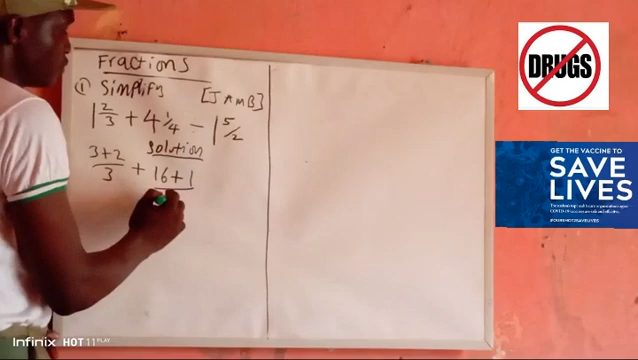 Fractions
① Simplify [JAMB]
1 2/3 + 4 1/4 - 1 5/2
Solution
3+2/3 + 16+1
DRUGS
GET THE VACCINE TO
SAVE
LIVES
Infinix HOT 11 PLAY